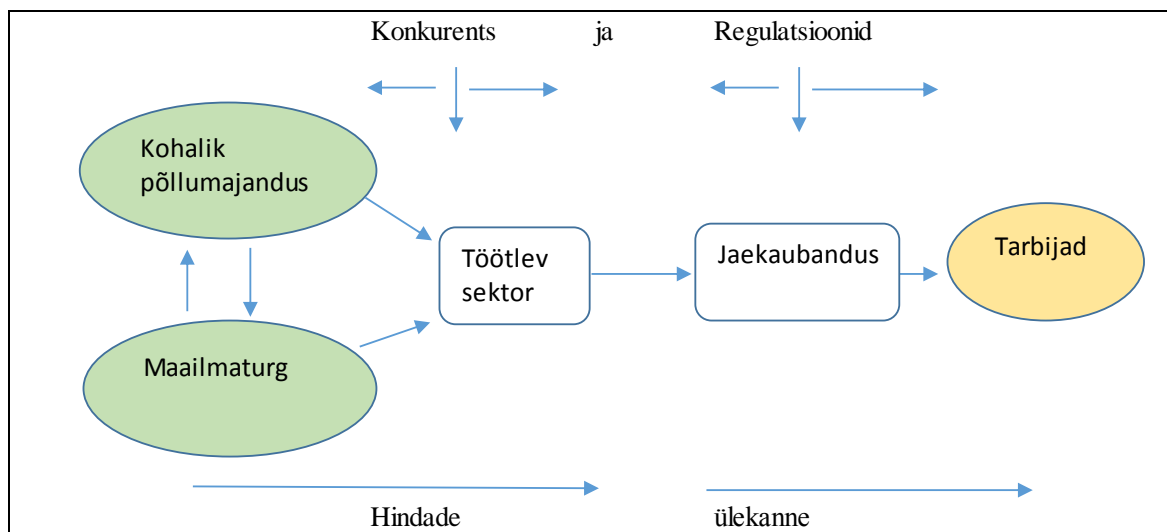 Konkurents ja Regulatsioonid
Kohalik
põllumajandus
Töötlev
sektor
Jaekaubandus
Tarbijad
Maailmaturg
Hindade ülekanne